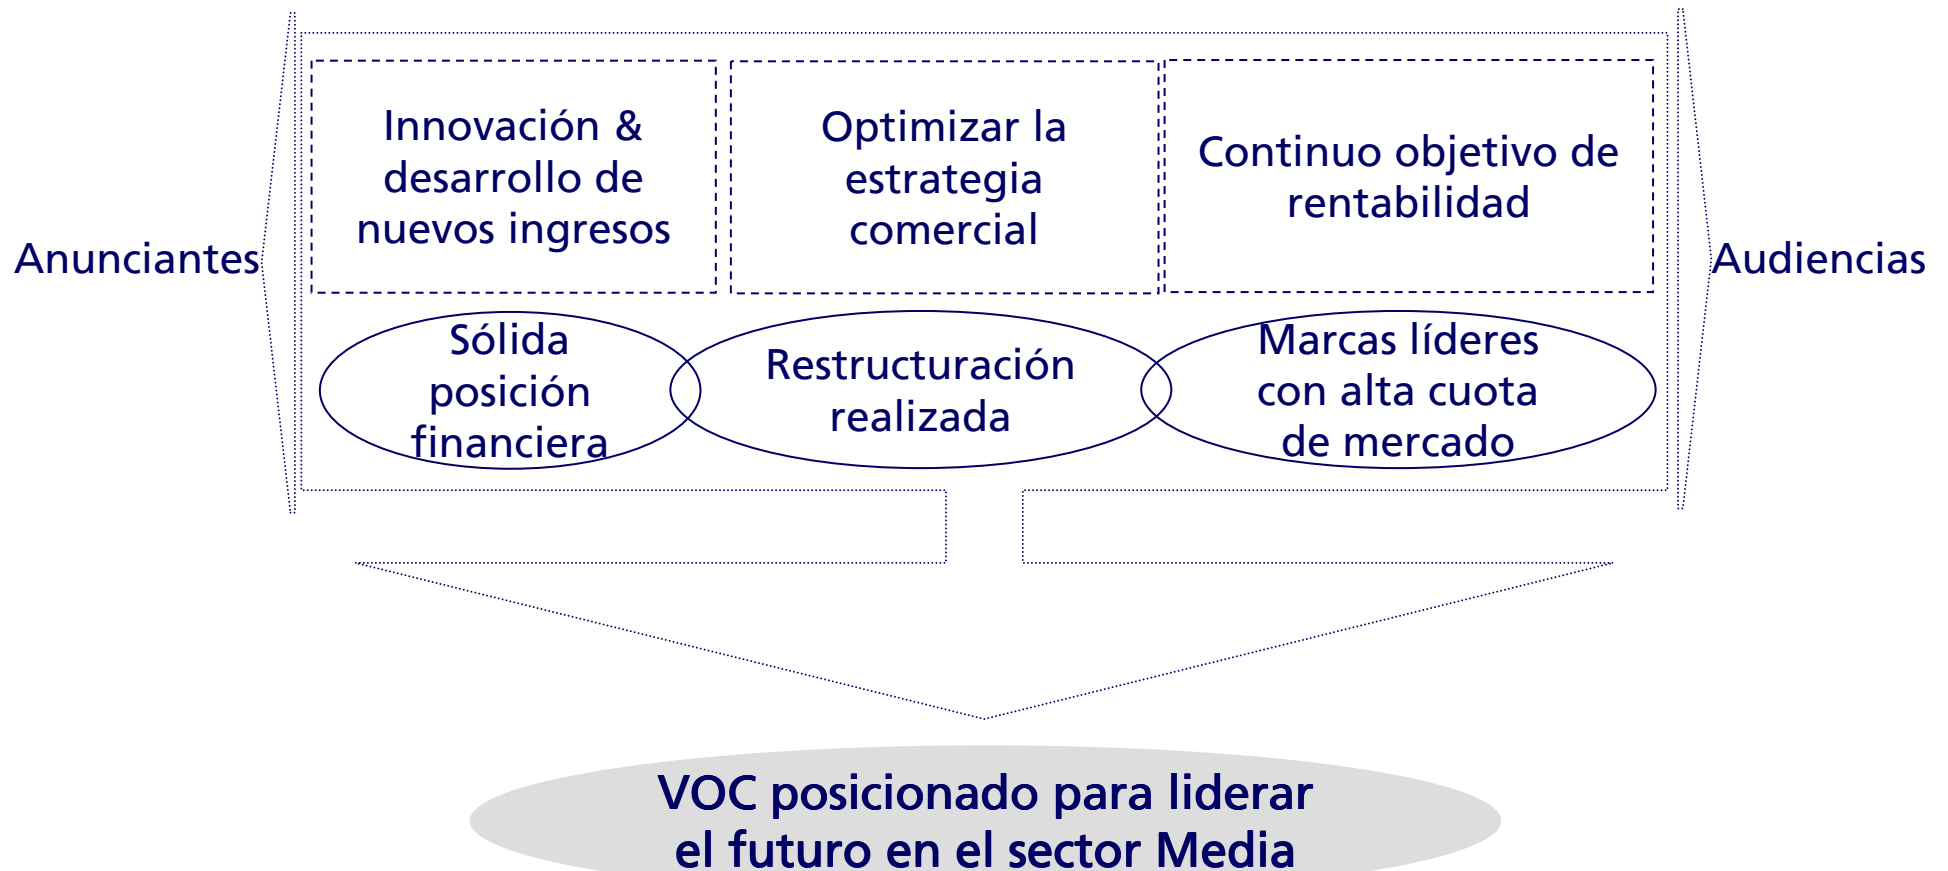 Innovación &
desarrollo de
nuevos ingresos
Optimizar la
estrategia
comercial
Continuo objetivo de
rentabilidad
Anunciantes
Audiencias
Sólida
posición
financiera
Restructuración
realizada
Marcas líderes
con alta cuota
de mercado
VOC posicionado para liderar
el futuro en el sector Media